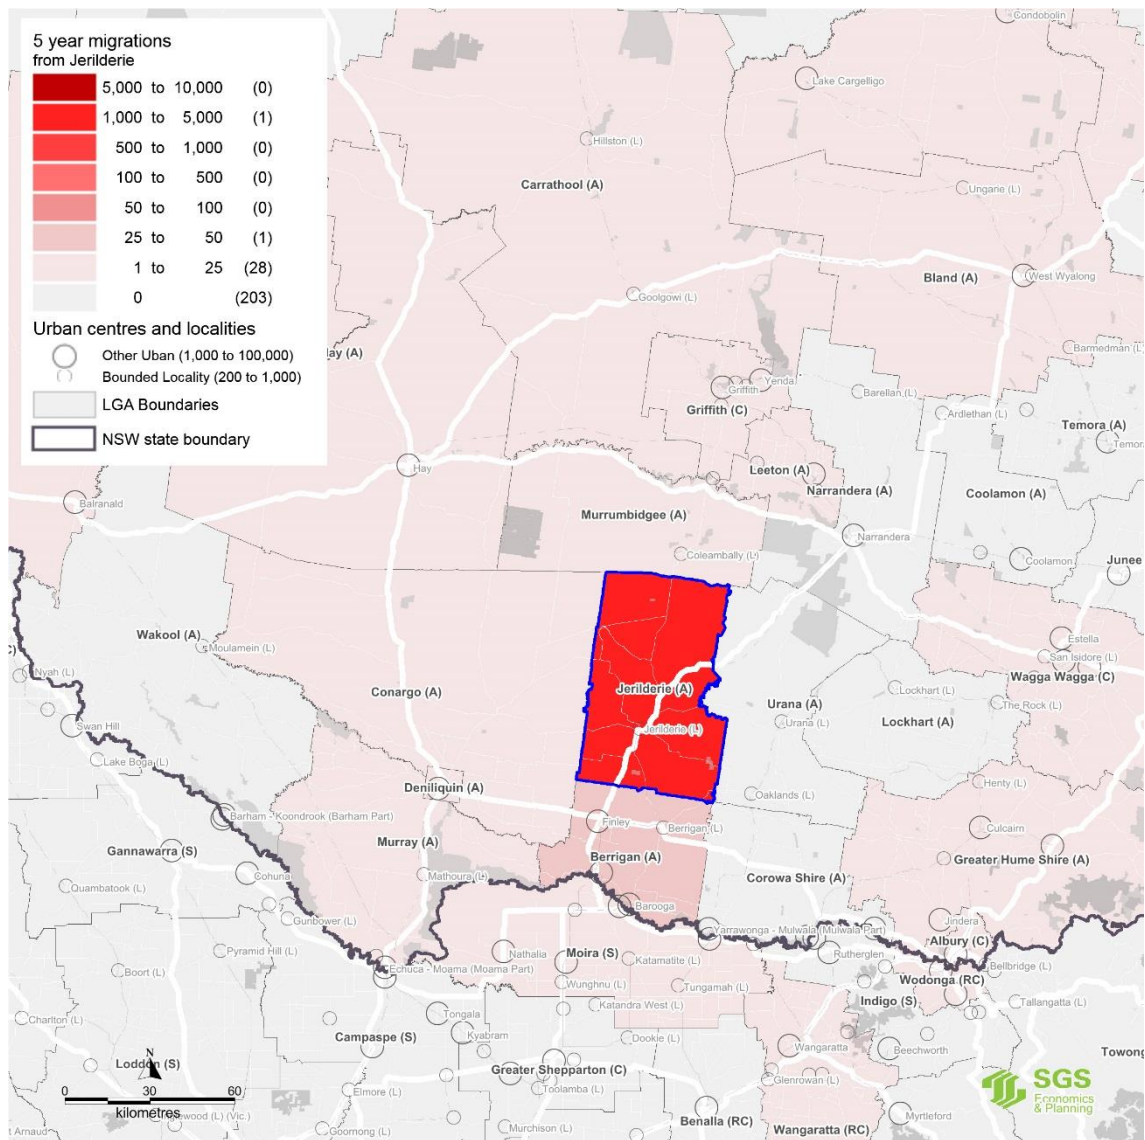 5 year migrations
from Jerilderie
5,000 to 10,000 (0)
1,000 to 5,000 (1)
500 to 1,000 (0)
100 to 500 (0)
50 to 100 (0)
25 to 50 (1)
1 to 25 (28)
0 (203)
Urban centres and localities
Other Uban (1,000 to 100,000)
Bounded Locality (200 to 1,000)
LGA Boundaries
NSW state boundary
Condobolin
Lake Cargelligo
Hillston (L)
Carrathool (A)
Ungarie (L)
Bland (A)
West Wyalong
Goolgowi (L)
Barmedman (L)
Griffith
Yenda
Barellan (L)
Griffith (C)
Ardlethan (L)
Temora (A)
Hay
Leeton (A)
Narrandera (A)
Coolamon (A)
Balranald
Murrumbidgee (A)
Narrandera
Coleambally (L)
Coolamon
Junee
Wakool (A)
Moulamein (L)
Estella
San Isidore (L)
Nyah (L)
Wagga Wagga (C)
Conargo (A)
Jerilderie (A)
Lockhart (L)
Urana (A)
The Rock (L)
Swan Hill
Jerilderie (L)
Urana (L)
Lockhart (A)
Lake Boga (L)
Deniliquin (A)
Oaklands (L)
Henty (L)
Barham - Koondrook (Barham Part)
Finley
Berrigan (L)
Culcairn
Gannawarra (S)
Murray (A)
Berrigan (A)
Greater Hume Shire (A)
Cohuna
Mathoura (L)
Corowa Shire (A)
Quambatook (L)
Barooga
Gunbower (L)
Jindera
Yarrawonga - Mulwala (Mulwala Part)
Albury (C)
Pyramid Hill (L)
Nathalia
Moira (S)
Katamatite (L)
Rutherglen
Boort (L)
Echuca - Moama (Moama Part)
Bellbridge (L)
Wunghnu (L)
Tungamah (L)
Wodonga (RC)
Indigo (S)
Tallangatta (L)
Charlton (L)
Tongala
Katandra West (L)
Campaspe (S)
Kyabram
Dookie (L)
Wangaratta
Beechworth
Towong
Loddon (S)
Greater Shepparton (C)
Toolamba (L)
Glenrowan (L)
Elmore (L)
Benalla (RC)
Myrtleford
Goornong (L)
Murchison (L)
Wangaratta (RC)
N
0 30 60
kilometres
SGS
Economics
& Planning